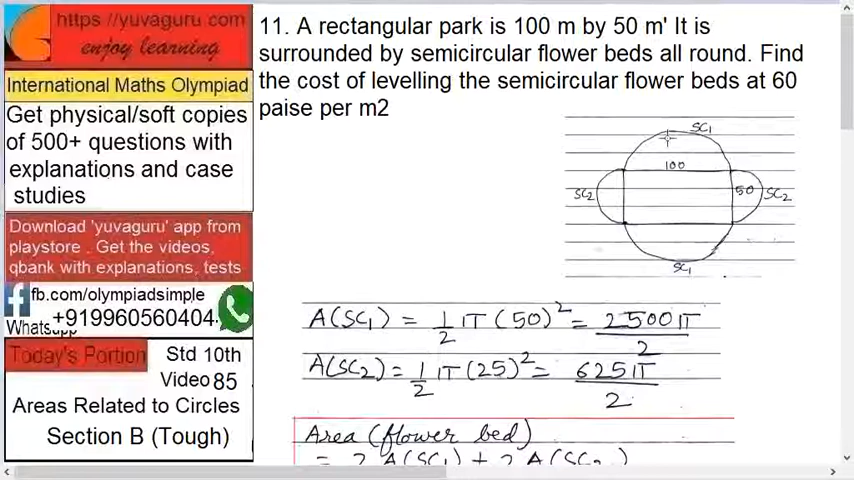 https //yuvaguru.com
enjoy learning
International Maths Olympiad
Get physical/soft copies
of 500+ questions with
explanations and case
studies
Download 'yuvaguru' app from
playstore . Get the videos,
qbank with explanations, tests
fb.com/olympiadsimple
+919960560404
Whatsapp
Today's Portion
Std 10th
Video 85
Areas Related to Circles
Section B (Tough)
11. A rectangular park is 100 m by 50 m' It is
surrounded by semicircular flower beds all round. Find
the cost of levelling the semicircular flower beds at 60
paise per m2
SC1
100
SC2
50
SC2
SC1
A(SC1) = 1/2 π (50)² = 2500π/2
A(SC2) = 1/2 π (25)² = 625π/2
Area (flower bed)
= 2 A(SC1) + 2 A(SC2)